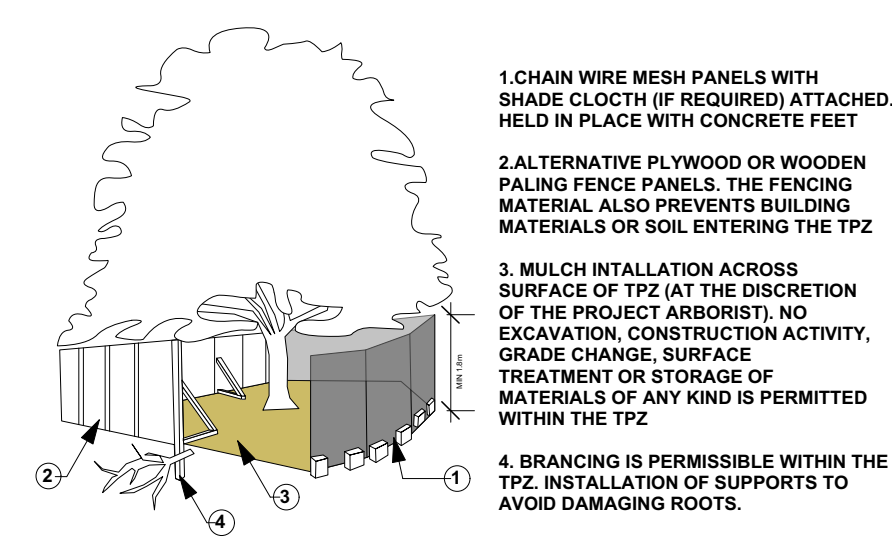 1.CHAIN WIRE MESH PANELS WITH
SHADE CLOCTH (IF REQUIRED) ATTACHED.
HELD IN PLACE WITH CONCRETE FEET
2.ALTERNATIVE PLYWOOD OR WOODEN
PALING FENCE PANELS. THE FENCING
MATERIAL ALSO PREVENTS BUILDING
MATERIALS OR SOIL ENTERING THE TPZ
3. MULCH INTALLATION ACROSS
SURFACE OF TPZ (AT THE DISCRETION
OF THE PROJECT ARBORIST). NO
EXCAVATION, CONSTRUCTION ACTIVITY,
GRADE CHANGE, SURFACE
TREATMENT OR STORAGE OF
MATERIALS OF ANY KIND IS PERMITTED
WITHIN THE TPZ
4. BRANCING IS PERMISSIBLE WITHIN THE
TPZ. INSTALLATION OF SUPPORTS TO
AVOID DAMAGING ROOTS.
MIN 1.8m
2
4
3
1